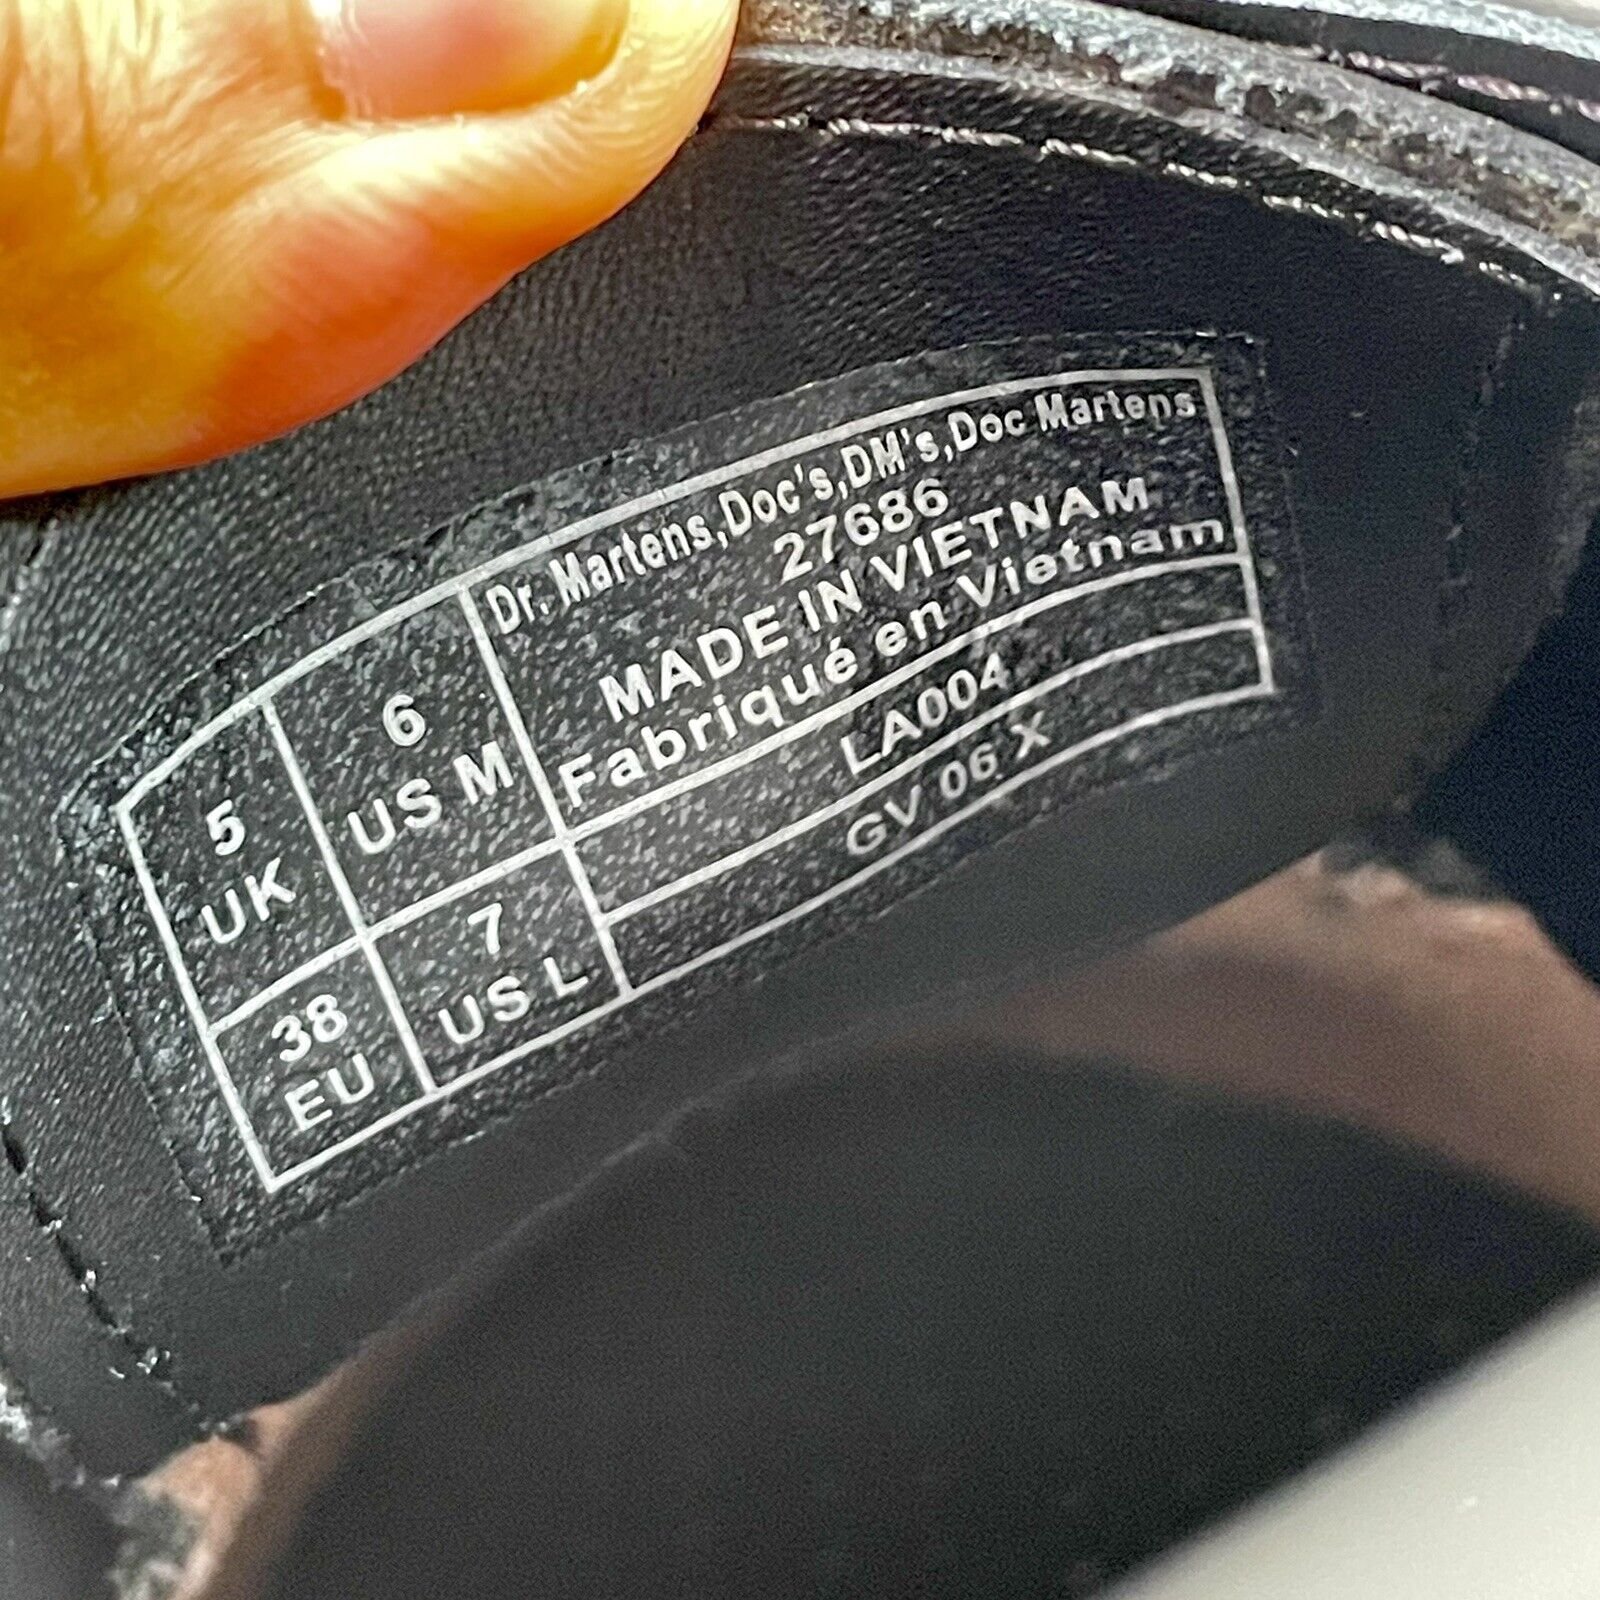 Dr. Martens,Doc's,DM's,Doc Martens
27686
MADE IN VIETNAM
Fabriqué en Vietnam
LA004
GV 06 X
5
UK
6
US M
38
EU
7
US L